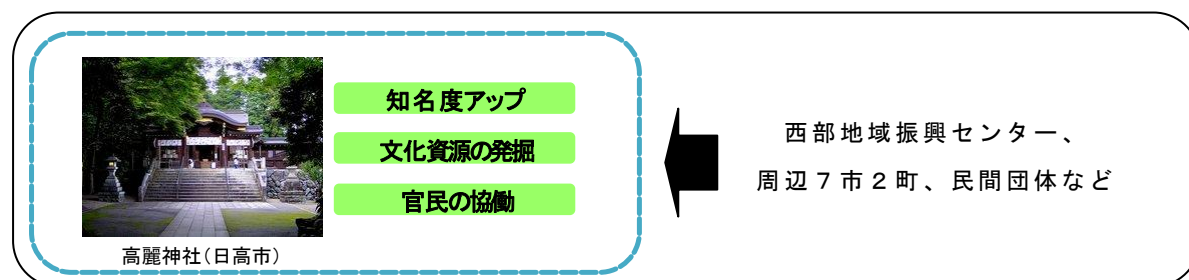 知名度アップ
文化資源の発掘
官民の協働
高麗神社(日高市)
西部地域振興センター、
周辺7市2町、民間団体など